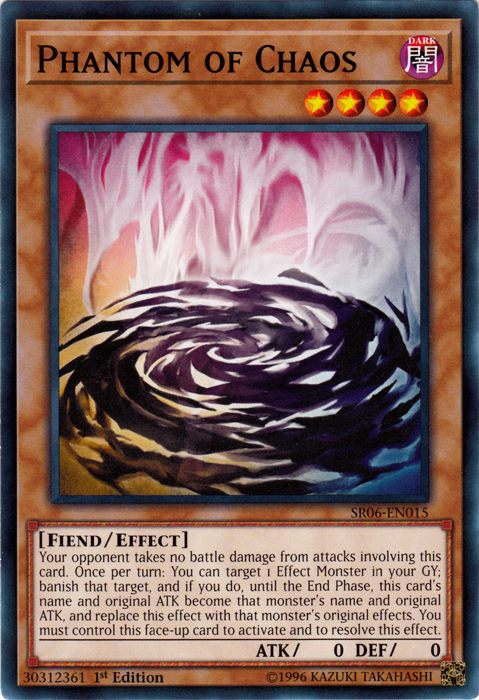 PHANTOM OF CHAOS
DARK
闇
SR06-EN015
[FIEND/EFFECT]
Your opponent takes no battle damage from attacks involving this
card. Once per turn: You can target 1 Effect Monster in your GY;
banish that target, and if you do, until the End Phase, this card's
name and original ATK become that monster's name and original
ATK, and replace this effect with that monster's original effects. You
must control this face-up card to activate and to resolve this effect.
ATK/ 0 DEF/ 0
30312361 1st Edition ©1996 KAZUKI TAKAHASHI